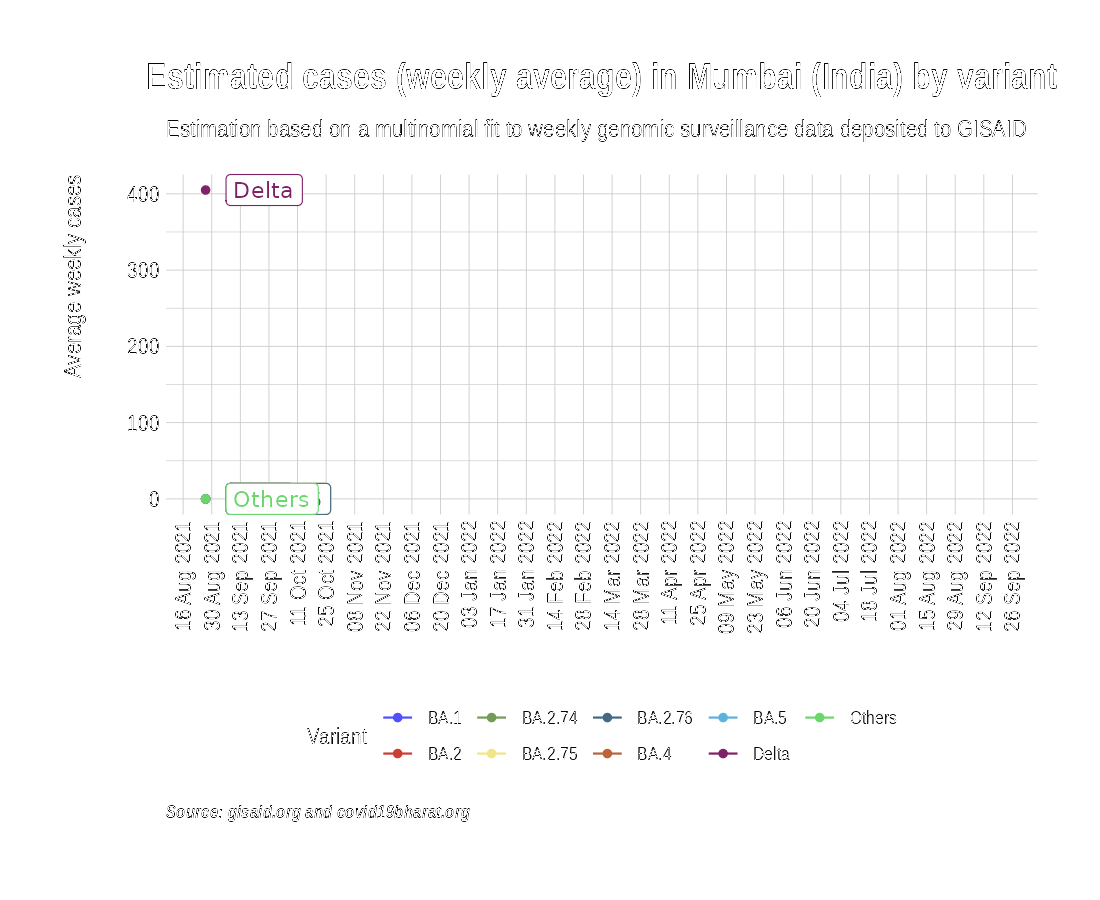 Estimated cases (weekly average) in Mumbai (India) by variant
Estimation based on a multinomial fit to weekly genomic surveillance data deposited to GISAID
Average weekly cases
400
300
200
100
0
Delta
Others
16 Aug 2021
30 Aug 2021
13 Sep 2021
27 Sep 2021
11 Oct 2021
25 Oct 2021
08 Nov 2021
22 Nov 2021
06 Dec 2021
20 Dec 2021
03 Jan 2022
17 Jan 2022
31 Jan 2022
14 Feb 2022
28 Feb 2022
14 Mar 2022
28 Mar 2022
11 Apr 2022
25 Apr 2022
09 May 2022
23 May 2022
06 Jun 2022
20 Jun 2022
04 Jul 2022
18 Jul 2022
01 Aug 2022
15 Aug 2022
29 Aug 2022
12 Sep 2022
26 Sep 2022
Variant
BA.1 BA.2.74 BA.2.76 BA.5 Others
BA.2 BA.2.75 BA.4 Delta
Source: gisaid.org and covid19bharat.org